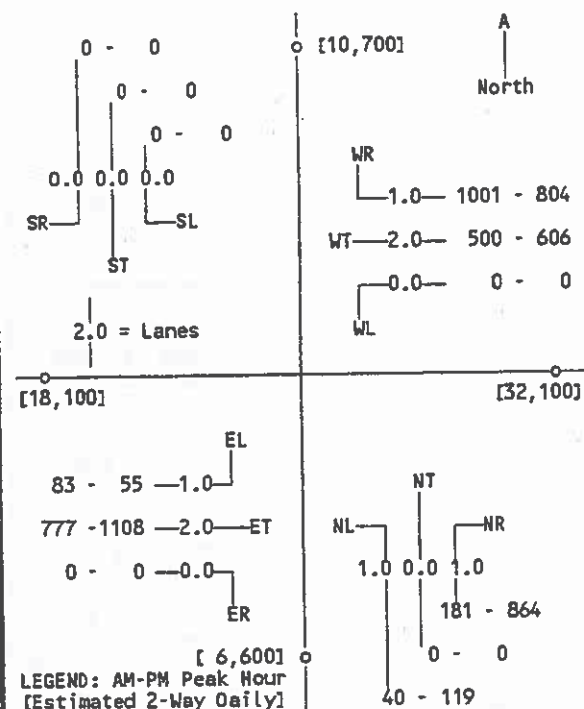 0 - 0
[10,700]
A
North
0 - 0
0 - 0
0.0 0.0 0.0
SR
SL
ST
2.0 = Lanes
WR
1.0 1001 - 804
WT 2.0 500 - 606
0.0 0 - 0
WL
[18,100]
[32,100]
EL
83 - 55 1.0
777 -1108 2.0 ET
0 - 0 0.0
ER
NT
NL
NR
1.0 0.0 1.0
181 - 864
0 - 0
40 - 119
[ 6,600]
LEGEND: AM-PM Peak Hour
[Estimated 2-Way Daily]